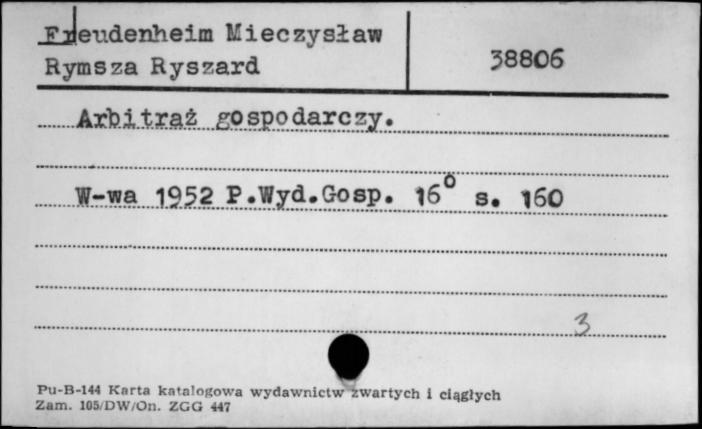 Freudenheim Mieczysław
Rymsza Ryszard
38806
Arbitraż gospodarczy.
W-wa 1952 P.Wyd.Gosp. 16° s. 160
3
Pu-B-144 Karta katalogowa wydawnictw zwartych i ciągłych
Zam. 105/DW/On. ZGG 447